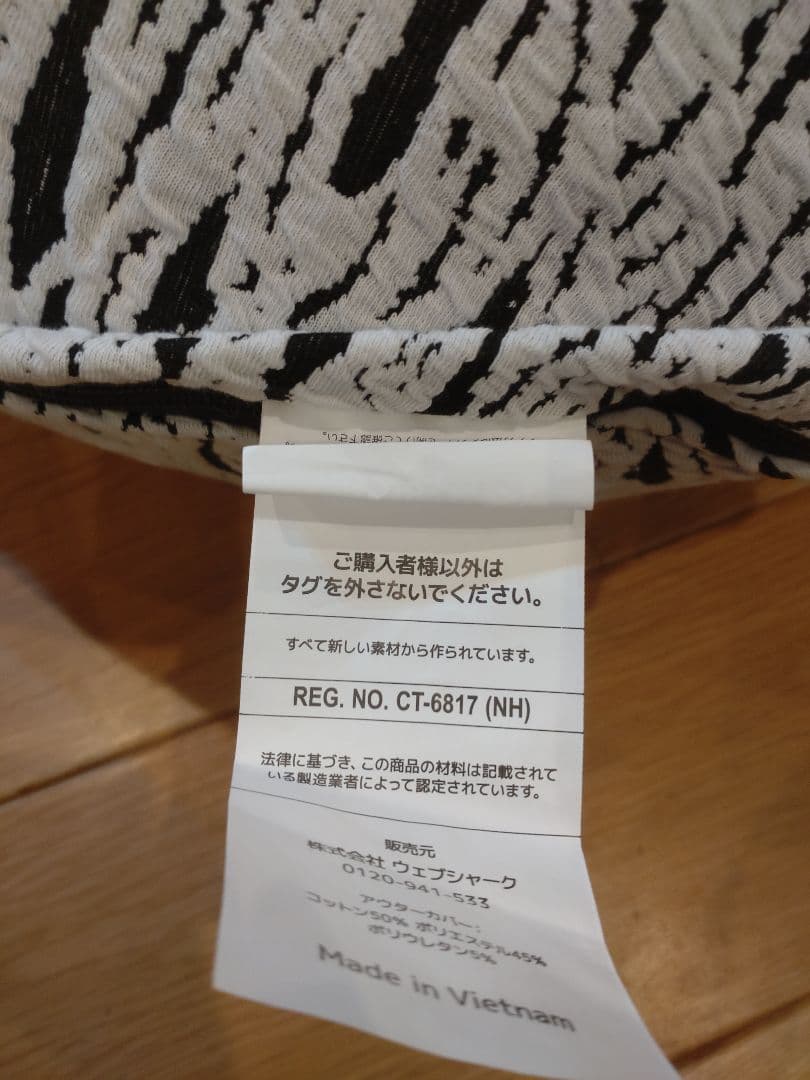 ご確認下さい。
ご購入者様以外は
タグを外さないでください。
すべて新しい素材から作られています。
REG. NO. CT-6817 (NH)
法律に基づき、この商品の材料は記載されて
いる製造業者によって認定されています。
販売元
株式会社 ウェブシャーク
0120-941-533
アウターカバー：
コットン50% ポリエステル45%
ポリウレタン5%
Made in Vietnam